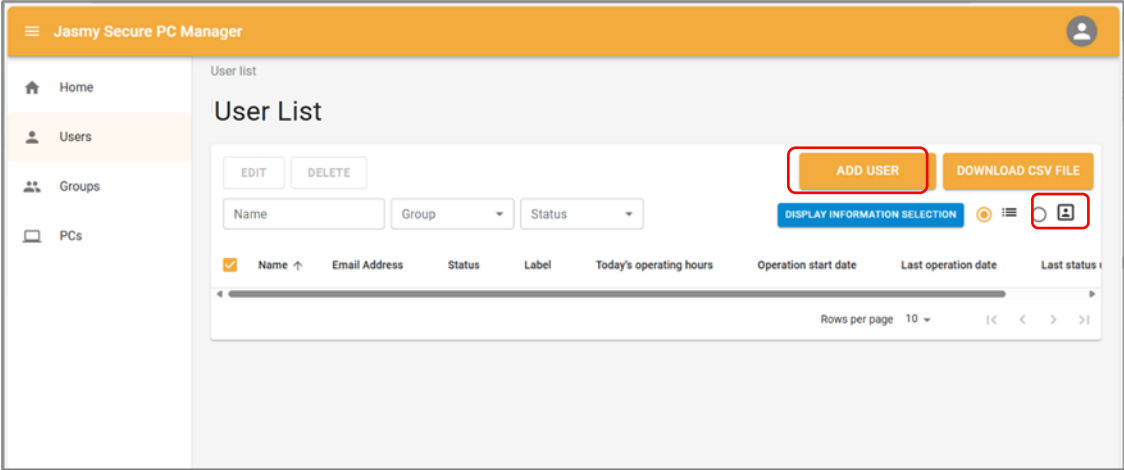 Jasmy Secure PC Manager
Home
Users
Groups
PCs
User list
User List
EDIT DELETE ADD USER DOWNLOAD CSV FILE
Name Group Status DISPLAY INFORMATION SELECTION
Name Email Address Status Label Today's operating hours Operation start date Last operation date Last status
Rows per page 10